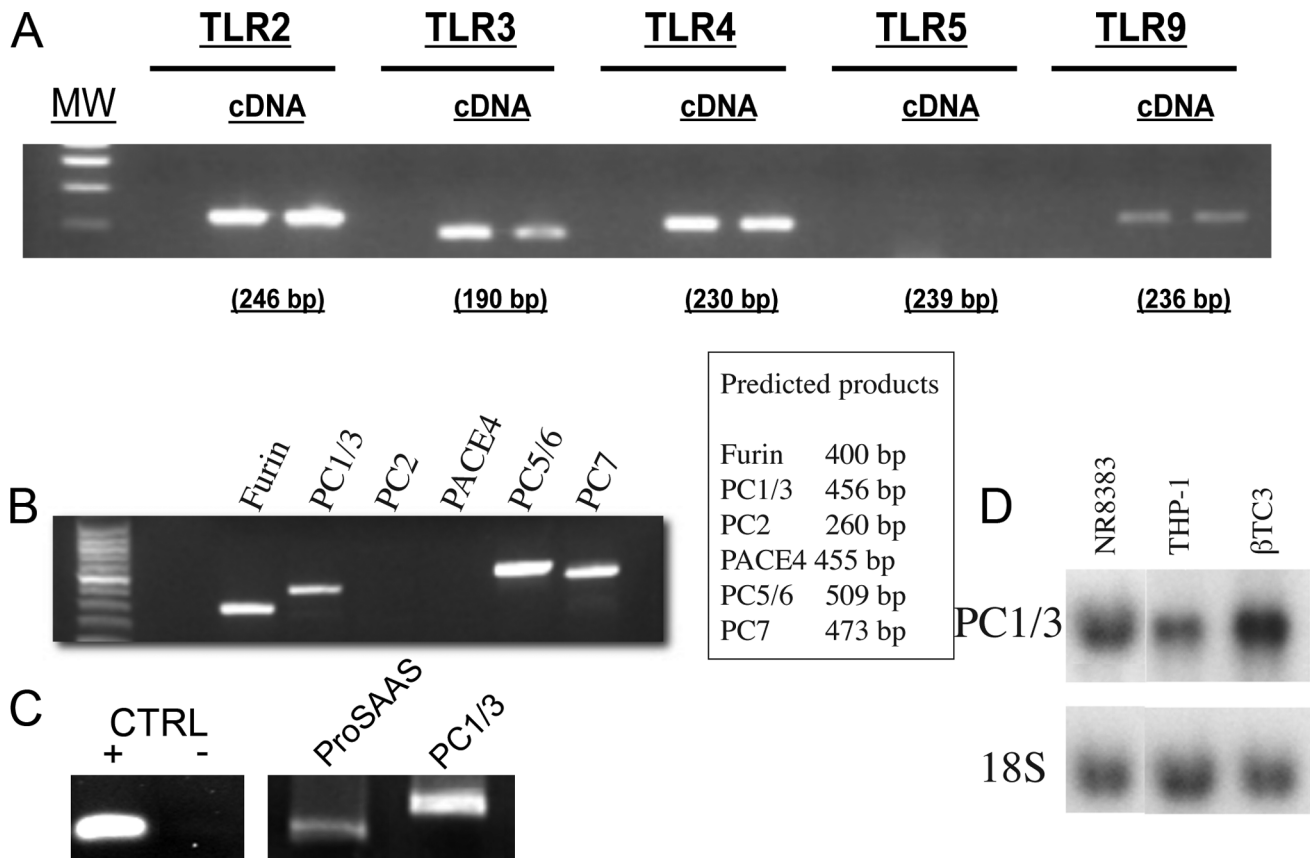 A
TLR2 TLR3 TLR4 TLR5 TLR9
MW cDNA cDNA cDNA cDNA cDNA
(246 bp) (190 bp) (230 bp) (239 bp) (236 bp)
B
Furin PC1/3 PC2 PACE4 PC5/6 PC7
Predicted products
Furin 400 bp
PC1/3 456 bp
PC2 260 bp
PACE4 455 bp
PC5/6 509 bp
PC7 473 bp
C
CTRL
+ -
ProSAAS PC1/3
D
NR8383 THP-1 βTC3
PC1/3
18S